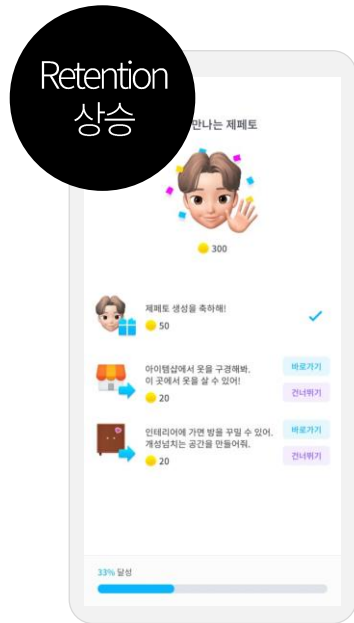 Retention
상승
만나는 제페토
300
제페토 생성을 축하해!
50
아이템샵에서 옷을 구경해봐.
이 곳에서 옷을 살 수 있어!
20
바로가기
건너뛰기
인테리어에 가면 방을 꾸밀 수 있어.
개성넘치는 공간을 만들어줘.
20
바로가기
건너뛰기
33% 달성